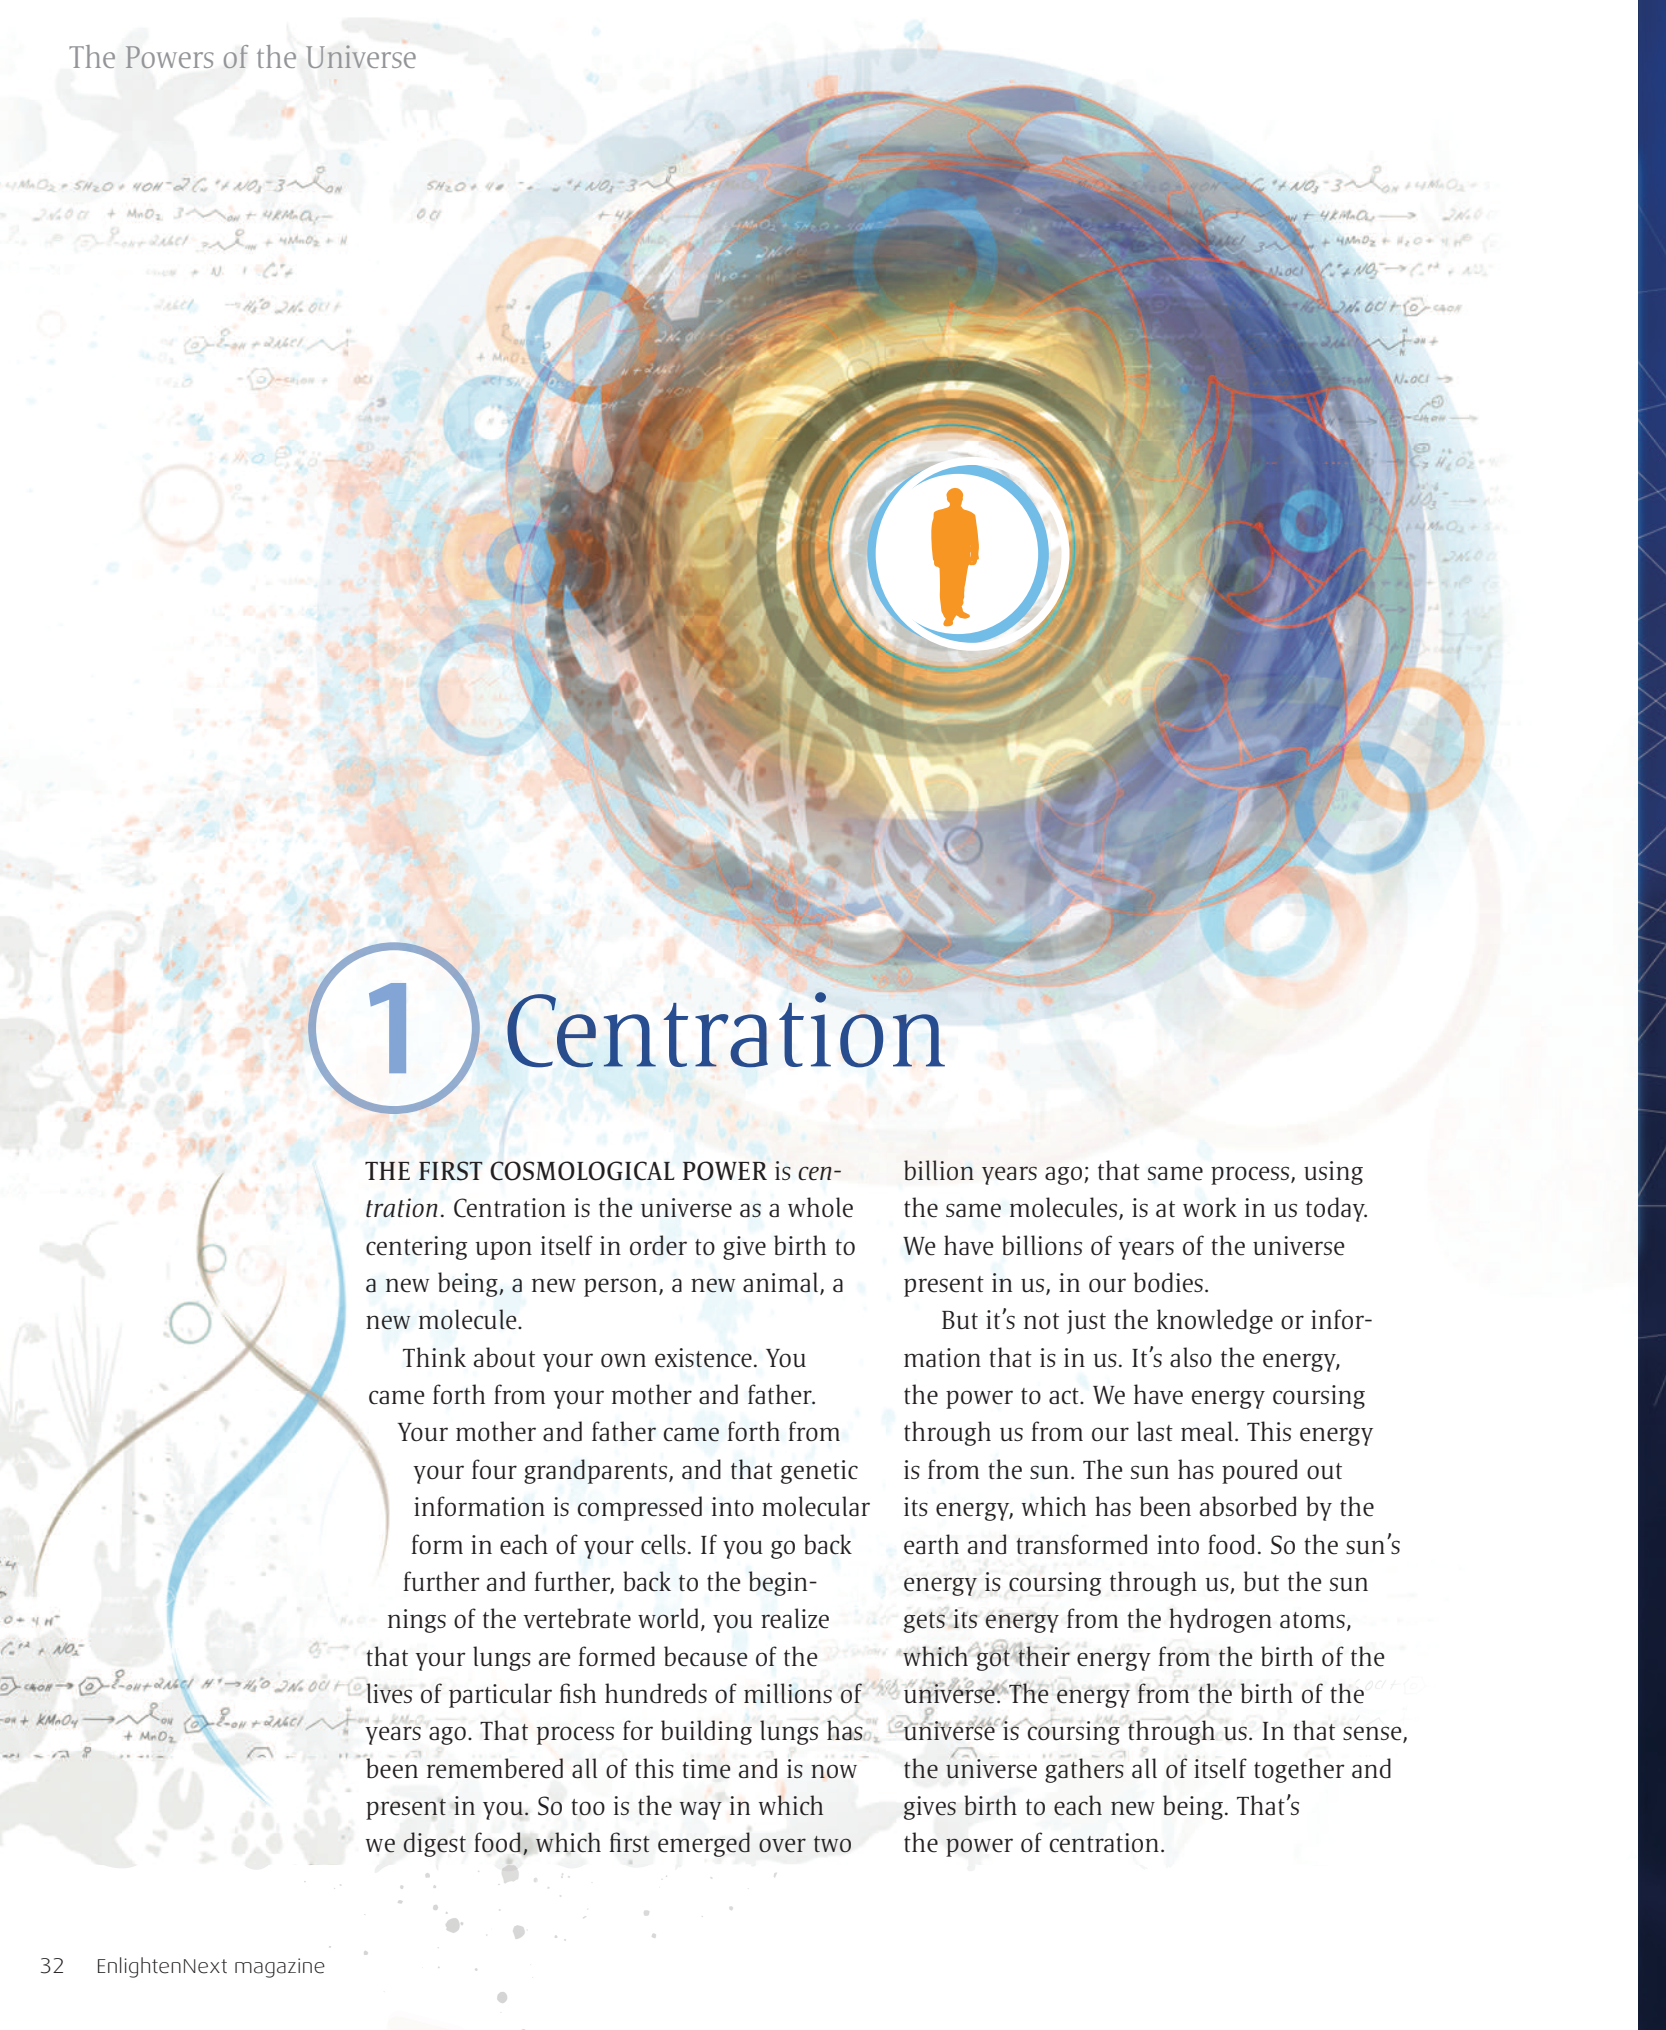 The Powers of the Universe
1 Centration
THE FIRST COSMOLOGICAL POWER is cen-
tration. Centration is the universe as a whole
centering upon itself in order to give birth to
a new being, a new person, a new animal, a
new molecule.
Think about your own existence. You
came forth from your mother and father.
Your mother and father came forth from
your four grandparents, and that genetic
information is compressed into molecular
form in each of your cells. If you go back
further and further, back to the begin-
nings of the vertebrate world, you realize
that your lungs are formed because of the
lives of particular fish hundreds of millions of
years ago. That process for building lungs has
been remembered all of this time and is now
present in you. So too is the way in which
we digest food, which first emerged over two
billion years ago; that same process, using
the same molecules, is at work in us today.
We have billions of years of the universe
present in us, in our bodies.
But it's not just the knowledge or infor-
mation that is in us. It's also the energy,
the power to act. We have energy coursing
through us from our last meal. This energy
is from the sun. The sun has poured out
its energy, which has been absorbed by the
earth and transformed into food. So the sun's
energy is coursing through us, but the sun
gets its energy from the hydrogen atoms,
which got their energy from the birth of the
universe. The energy from the birth of the
universe is coursing through us. In that sense,
the universe gathers all of itself together and
gives birth to each new being. That's
the power of centration.
32 EnlightenNext magazine